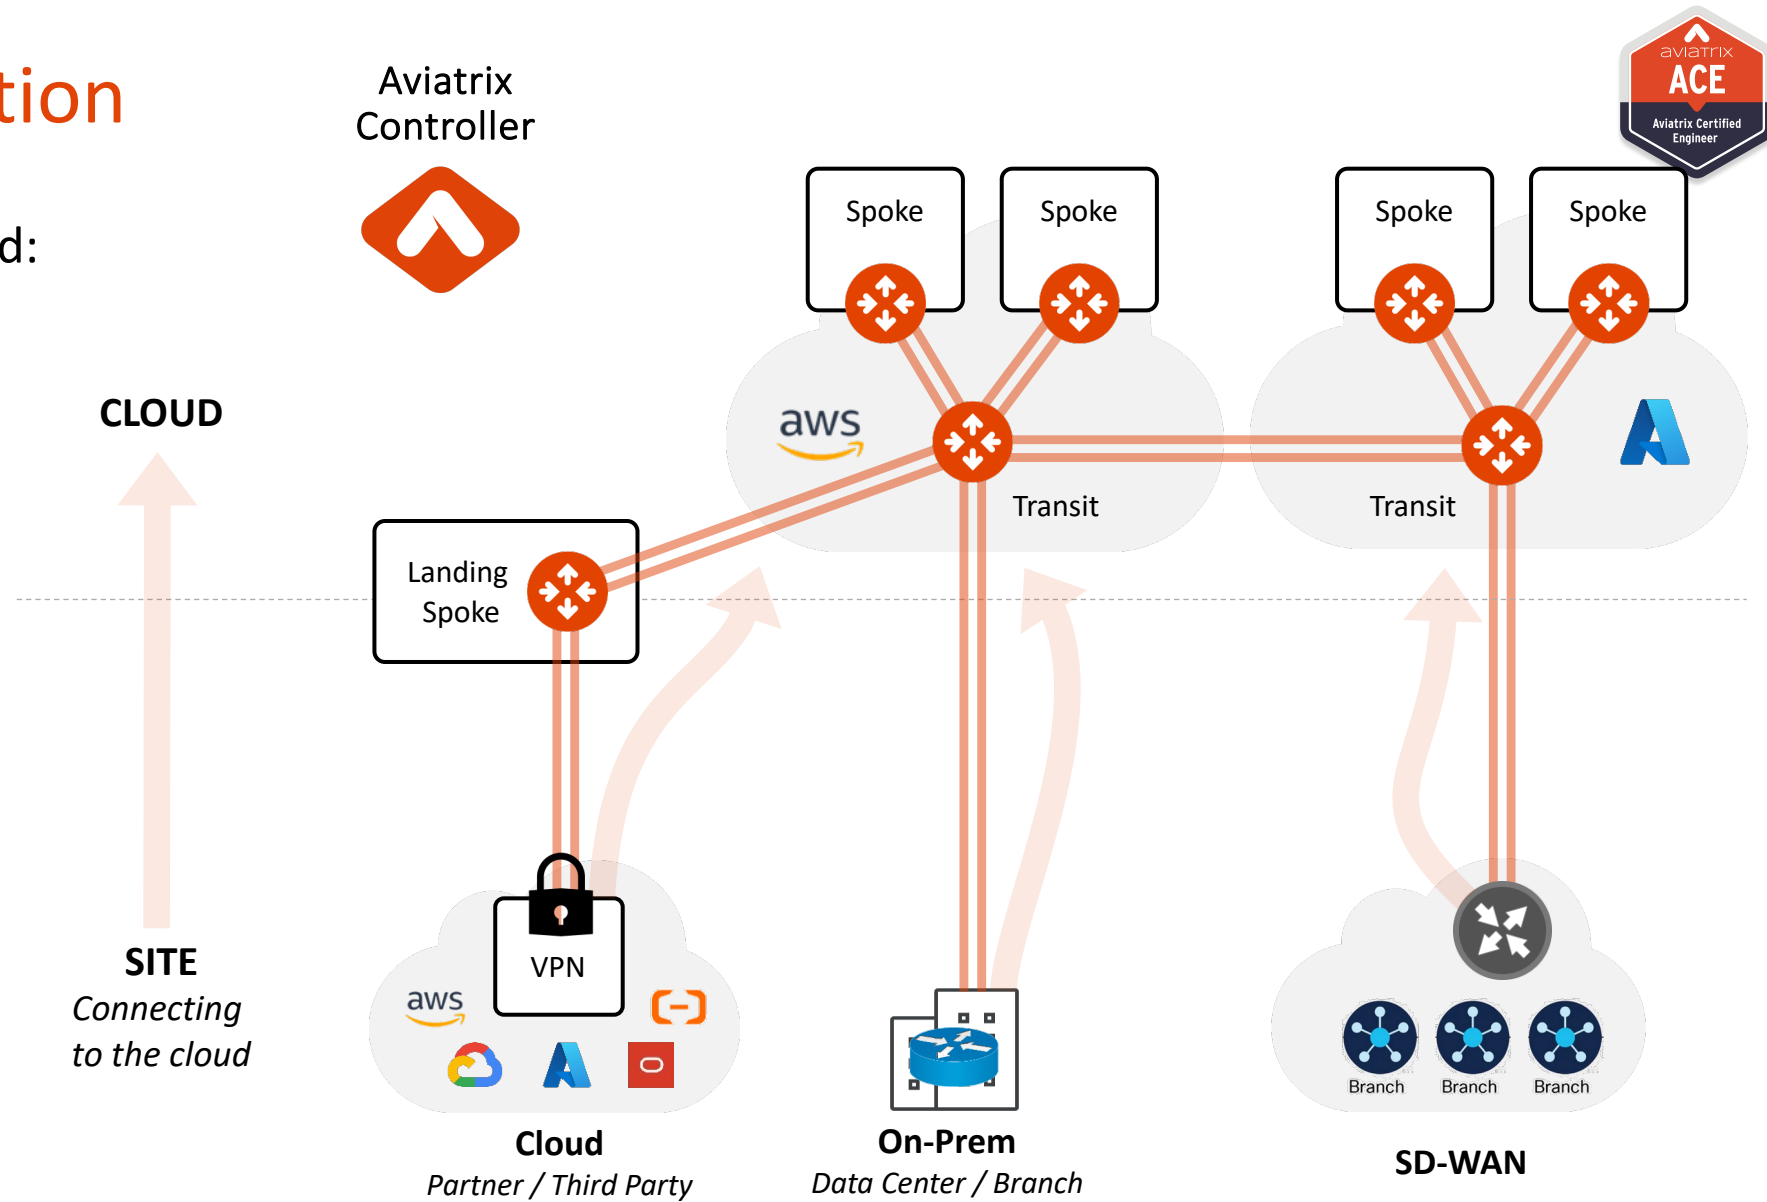 tion
d:
Aviatrix
Controller
aviatrix
ACE
Aviatrix Certified
Engineer
Spoke
Spoke
Spoke
Spoke
CLOUD
aws
Transit
Transit
Landing
Spoke
SITE
Connecting
to the cloud
VPN
aws
Branch
Branch
Branch
Cloud
Partner / Third Party
On-Prem
Data Center / Branch
SD-WAN